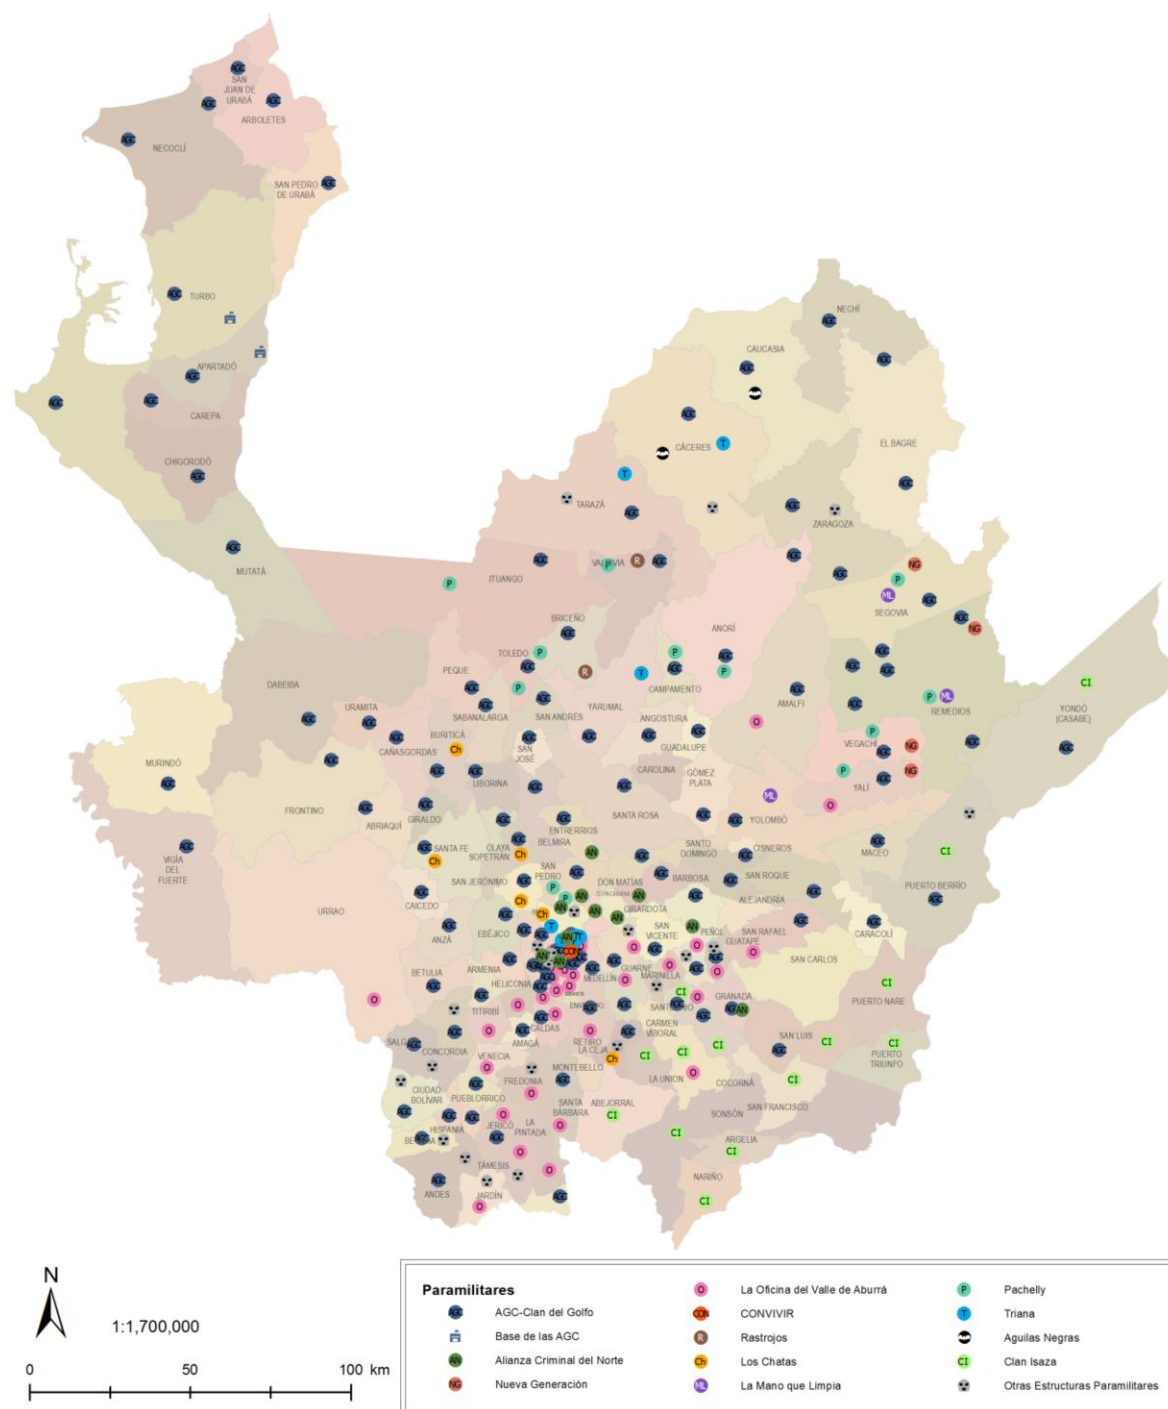 SAN
JUAN DE
URABÁ
ARBOLETES
NECOCLÍ
SAN PEDRO
DE URABÁ
TURBO
APARTADÓ
CAREPA
CHIGORODÓ
MUTATÁ
NECHÍ
CAUCASIA
CÁCERES
EL BAGRE
TARAZÁ
ZARAGOZA
ITUANGO
VALDIVIA
SEGOVIA
BRICEÑO
ANORÍ
TOLEDO
PEQUE
CAMPAMENTO
DABEIBA
URAMITA
SABANALARGA
SAN ANDRÉS
YARUMAL
AMALFI
REMEDIOS
YONDÓ
(CASABE)
ANGOSTURA
BURITICÁ
CAÑASGORDAS
SAN
JOSÉ
GUADALUPE
VEGACHÍ
MURINDÓ
LIBORINA
CAROLINA
GÓMEZ
PLATA
YALÍ
FRONTINO
ABRIAQUÍ
GIRALDO
SANTA ROSA
YOLOMBÓ
ENTRERRIOS
BELMIRA
OLAYA
SOPETRÁN
SANTA FE
SANTO
DOMINGO
CISNEROS
MACEO
VIGÍA
DEL
FUERTE
SAN
PEDRO
SAN JERÓNIMO
DON MATÍAS
COPACABANA
BARBOSA
SAN ROQUE
PUERTO BERRÍO
CAICEDO
GIRARDOTA
ALEJANDRÍA
URRAO
ANZÁ
EBÉJICO
SAN
VICENTE
PEÑOL
SAN RAFAEL
GUATAPÉ
CARACOLÍ
SAN CARLOS
BETULIA
ARMENIA
HELICONIA
MEDELLÍN
GUARNE
MARINILLA
GRANADA
PUERTO NARE
TITIRIBÍ
CALDAS
CARMEN
VIBORAL
SAN LUIS
CONCORDIA
AMAGÁ
RETIRO
LA CEJA
PUERTO
TRIUNFO
VENECIA
FREDONIA
MONTEBELLO
LA UNION
COCORNÁ
CIUDAD
BOLÍVAR
PUEBLORRICO
SANTA
BÁRBARA
ABEJORRAL
SAN FRANCISCO
SONSÓN
HISPANIA
JERICÓ
LA
PINTADA
ARGELIA
TÁMESIS
NARIÑO
ANDES
JARDÍN
N
1:1,700,000
0 50 100 km
Paramilitares
AGC AGC-Clan del Golfo
Base de las AGC
AN Alianza Criminal del Norte
NG Nueva Generación
O La Oficina del Valle de Aburrá
CON CONVIVIR
R Rastrojos
Ch Los Chatas
ML La Mano que Limpia
P Pachelly
T Triana
Aguilas Negras
CI Clan Isaza
Otras Estructuras Paramilitares